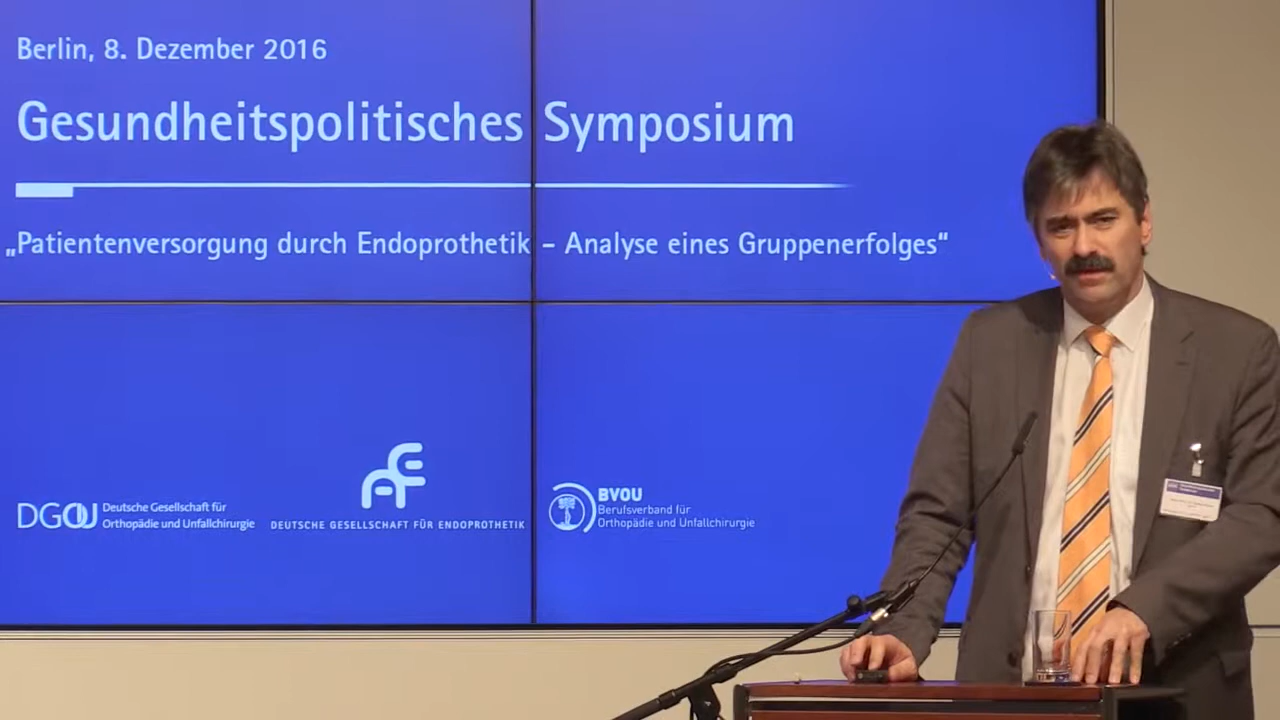 Berlin, 8. Dezember 2016
Gesundheitspolitisches Symposium
„Patientenversorgung durch Endoprothetik – Analyse eines Gruppenerfolges“
DGOU Deutsche Gesellschaft für
Orthopädie und Unfallchirurgie
DEUTSCHE GESELLSCHAFT FÜR ENDOPROTHETIK
BVOU
Berufsverband für
Orthopädie und Unfallchirurgie